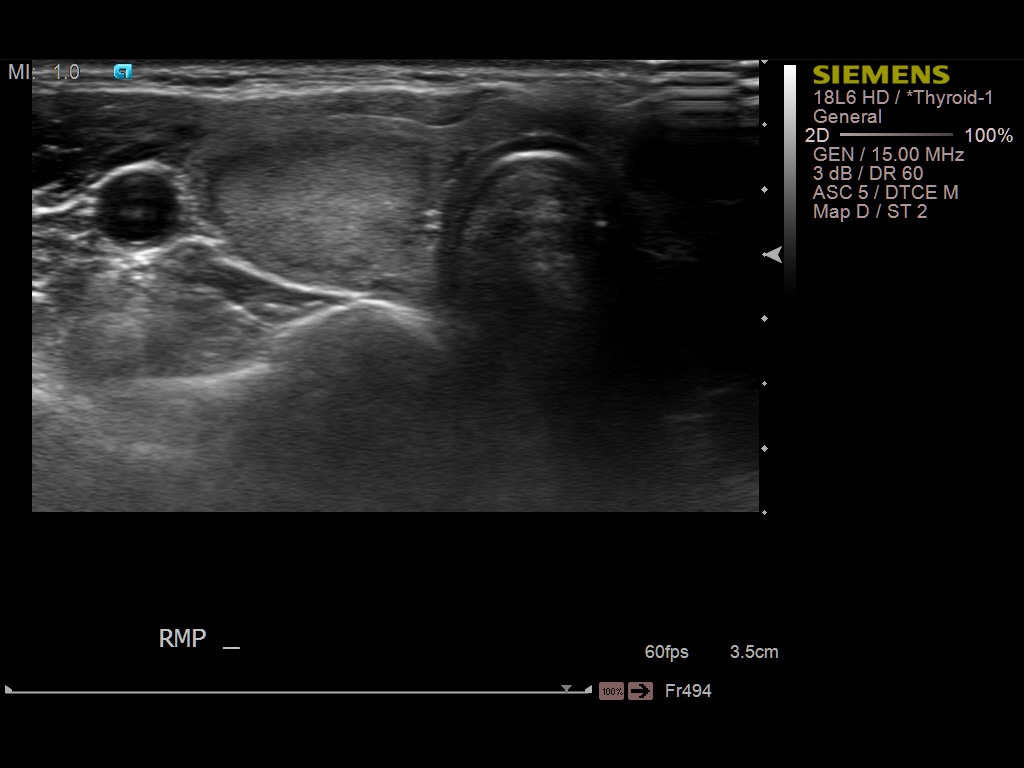 MI: 1.0
SIEMENS
18L6 HD / *Thyroid-1
General
2D 100%
GEN / 15.00 MHz
3 dB / DR 60
ASC 5 / DTCE M
Map D / ST 2
RMP _
60fps 3.5cm
100% Fr494